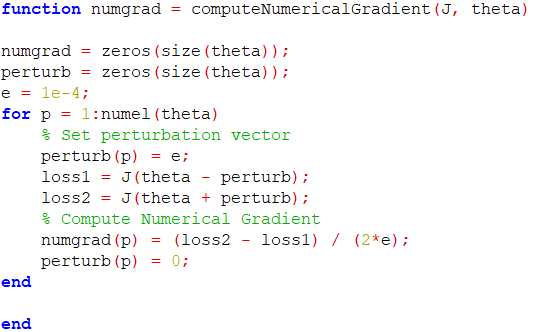 function numgrad = computeNumericalGradient(J, theta)
numgrad = zeros(size(theta));
perturb = zeros(size(theta));
e = 1e-4;
for p = 1:numel(theta)
    % Set perturbation vector
    perturb(p) = e;
    loss1 = J(theta - perturb);
    loss2 = J(theta + perturb);
    % Compute Numerical Gradient
    numgrad(p) = (loss2 - loss1) / (2*e);
    perturb(p) = 0;
end
end